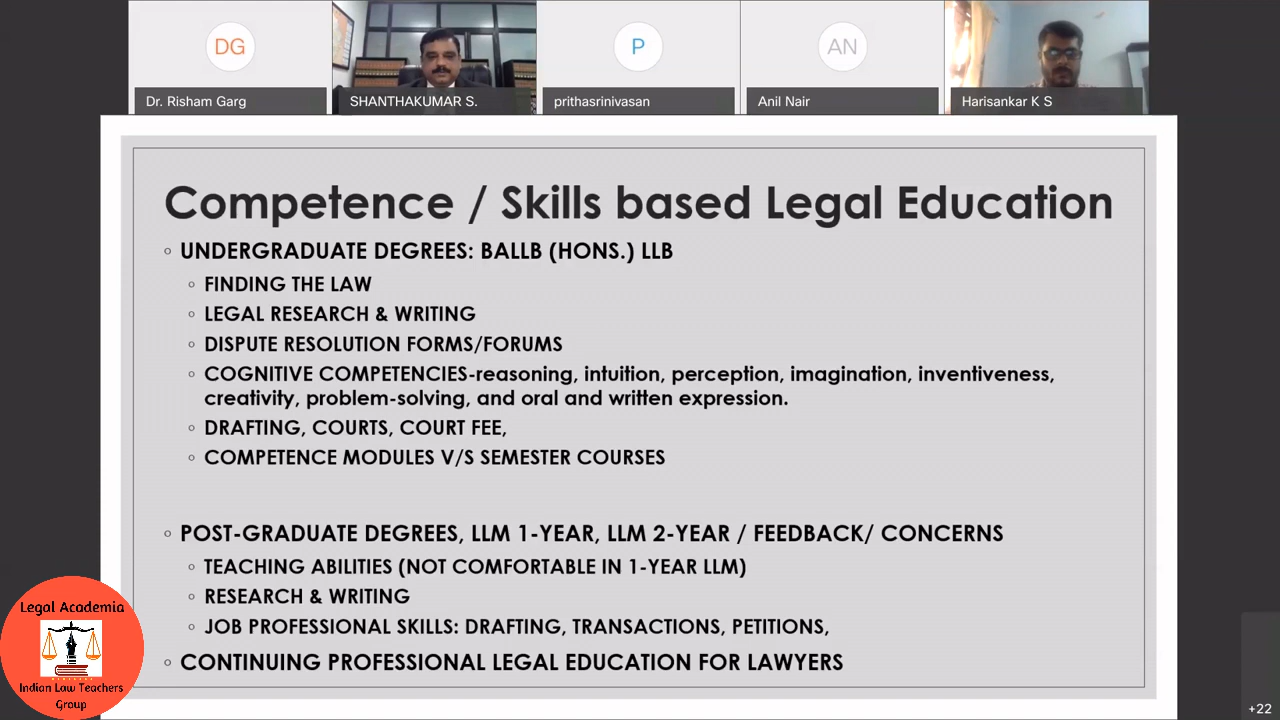 DG
P
AN
Dr. Risham Garg
SHANTHAKUMAR S.
prithasrinivasan
Anil Nair
Harisankar K S
Competence / Skills based Legal Education
◦ UNDERGRADUATE DEGREES: BALLB (HONS.) LLB
◦ FINDING THE LAW
◦ LEGAL RESEARCH & WRITING
◦ DISPUTE RESOLUTION FORMS/FORUMS
◦ COGNITIVE COMPETENCIES-reasoning, intuition, perception, imagination, inventiveness,
creativity, problem-solving, and oral and written expression.
◦ DRAFTING, COURTS, COURT FEE,
◦ COMPETENCE MODULES V/S SEMESTER COURSES
◦ POST-GRADUATE DEGREES, LLM 1-YEAR, LLM 2-YEAR / FEEDBACK/ CONCERNS
◦ TEACHING ABILITIES (NOT COMFORTABLE IN 1-YEAR LLM)
◦ RESEARCH & WRITING
◦ JOB PROFESSIONAL SKILLS: DRAFTING, TRANSACTIONS, PETITIONS,
◦ CONTINUING PROFESSIONAL LEGAL EDUCATION FOR LAWYERS
Legal Academia
Indian Law Teachers
Group
+22